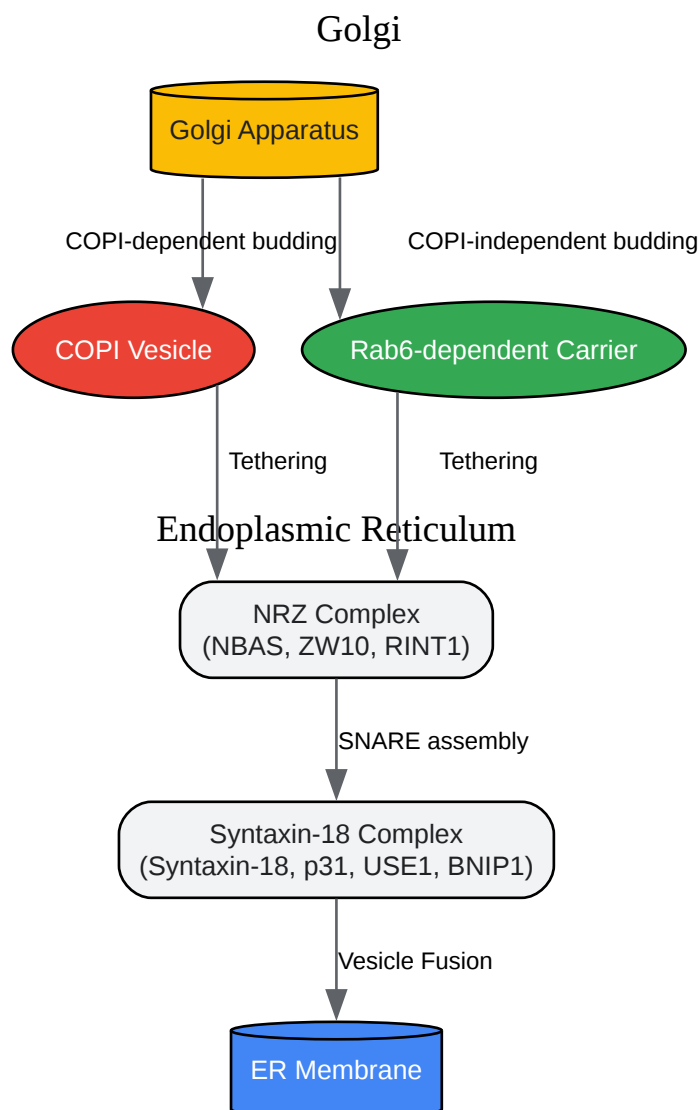 Golgi
Golgi Apparatus
COPI-dependent budding
COPI-independent budding
COPI Vesicle
Rab6-dependent Carrier
Tethering
Tethering
Endoplasmic Reticulum
NRZ Complex
(NBAS, ZW10, RINT1)
SNARE assembly
Syntaxin-18 Complex
(Syntaxin-18, p31, USE1, BNIP1)
Vesicle Fusion
ER Membrane